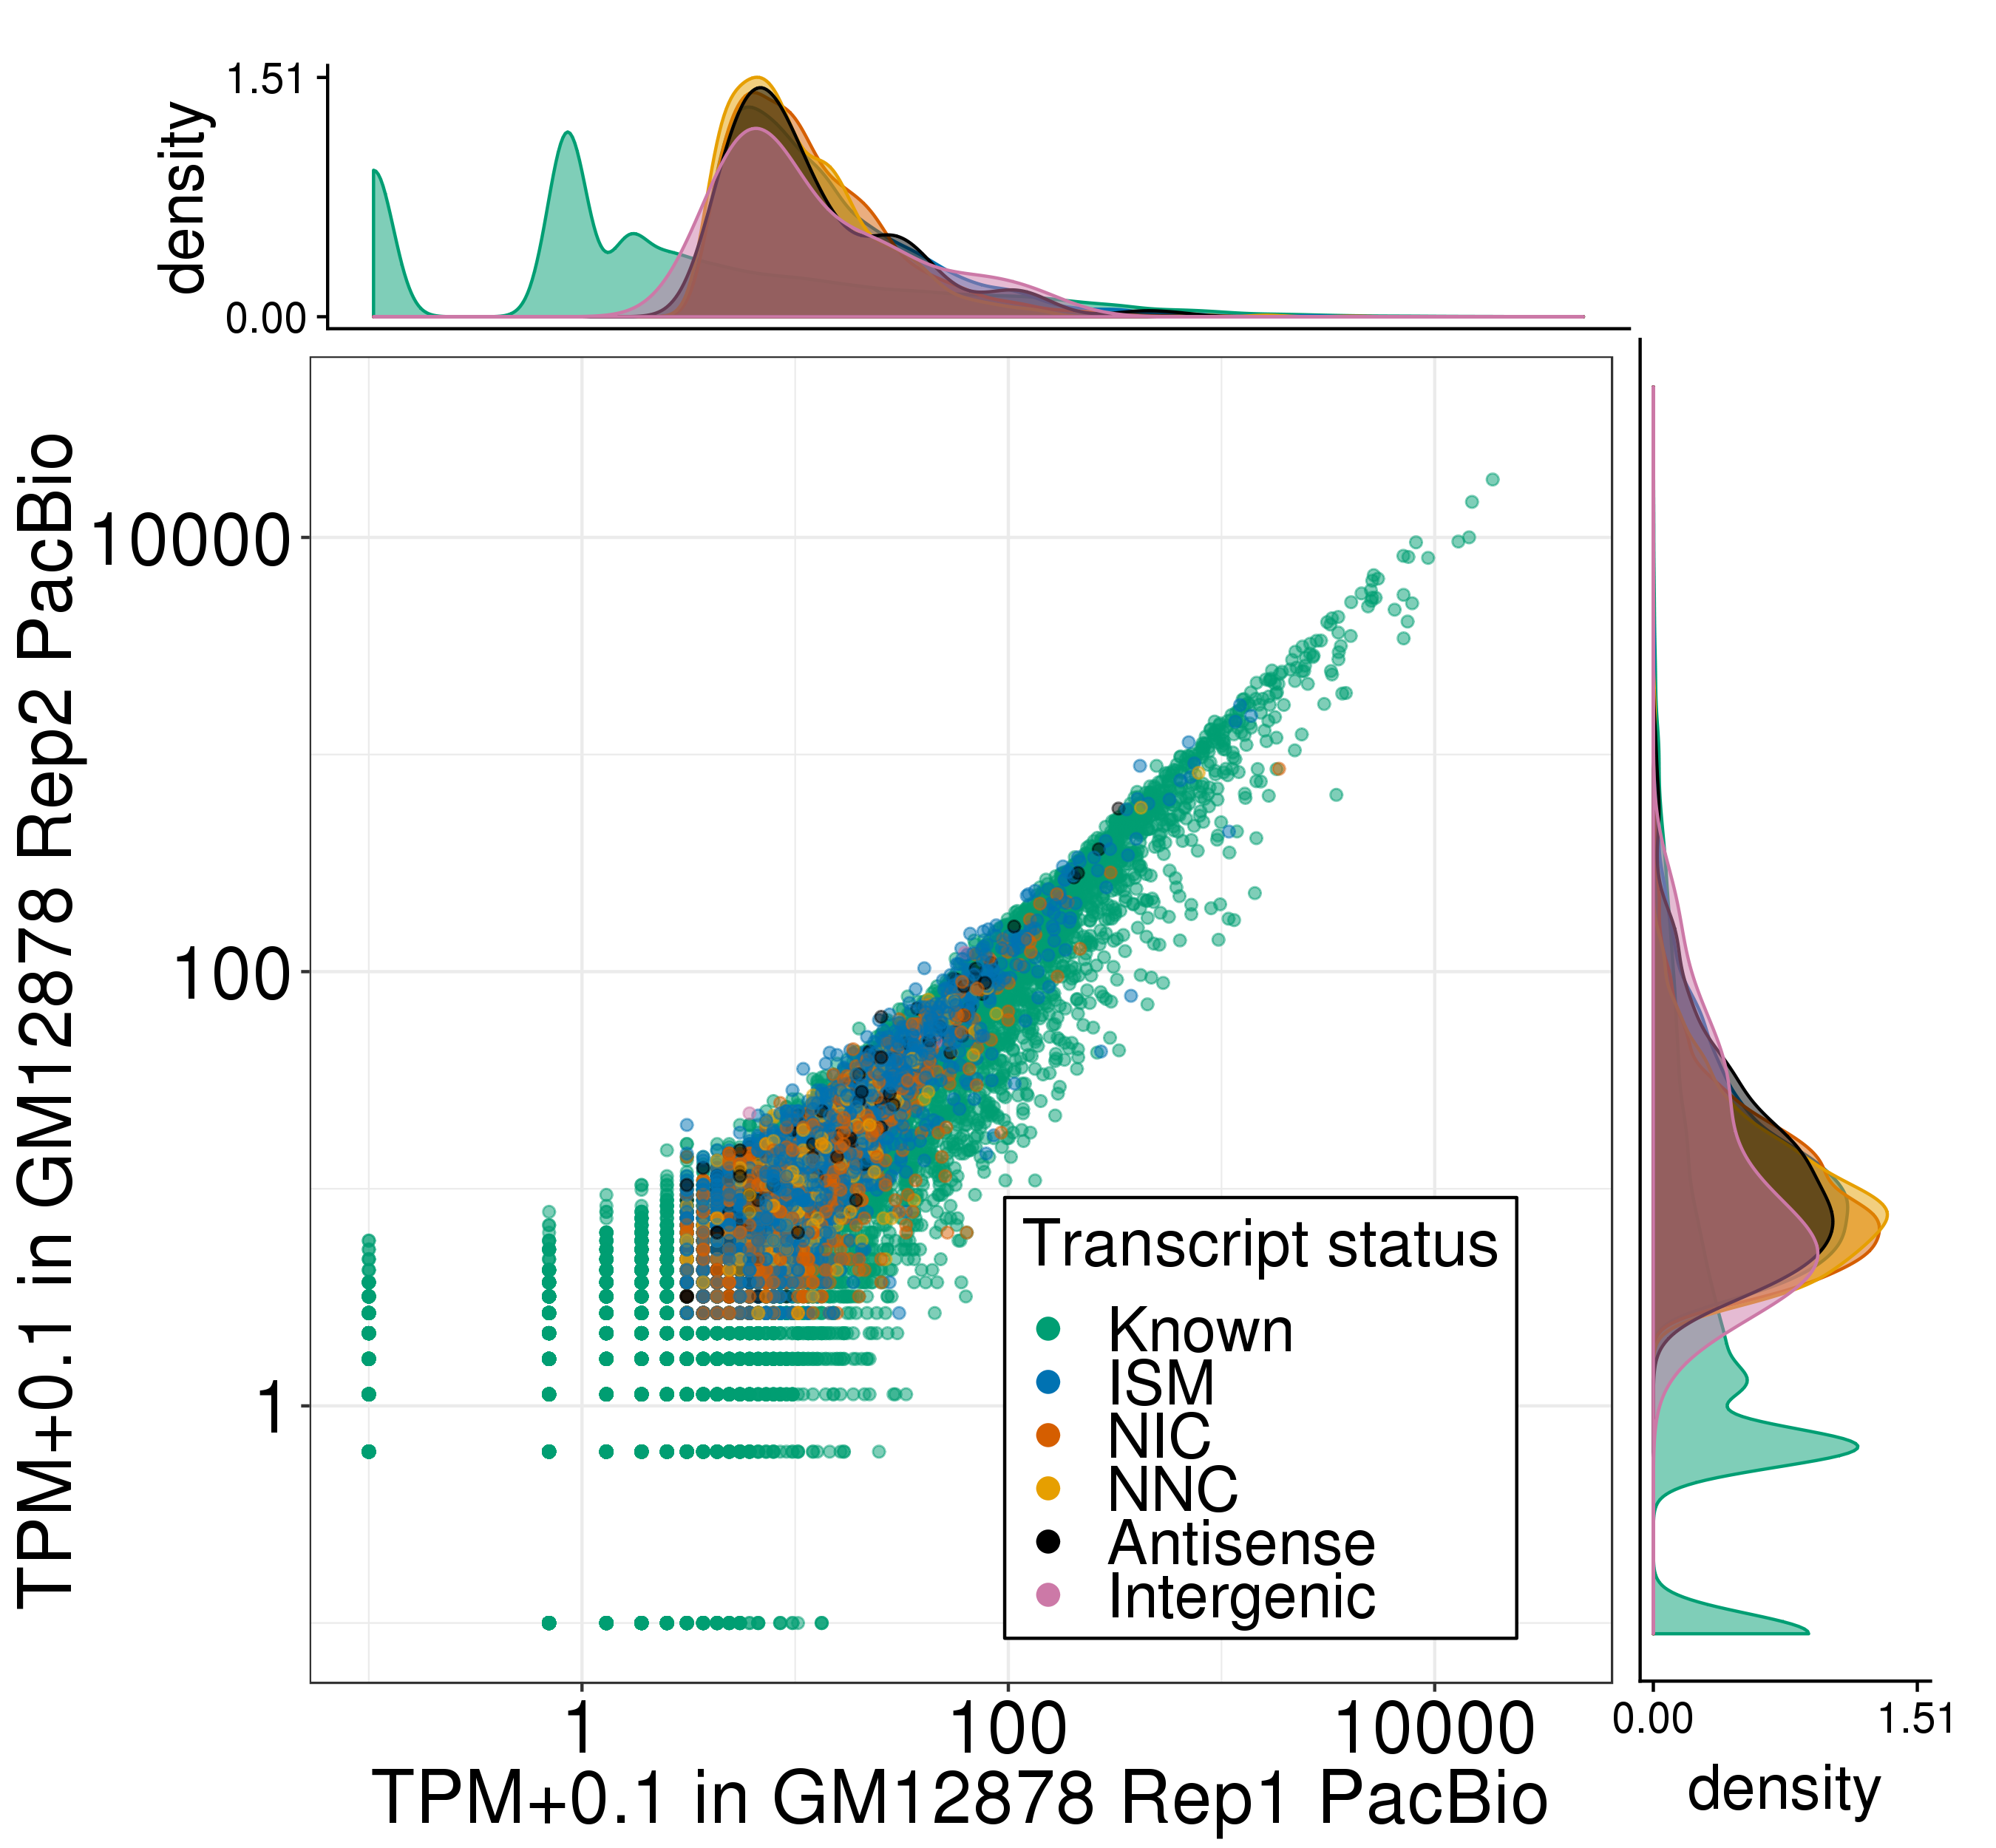 1.51
0.00
density
TPM+0.1 in GM12878 Rep2 PacBio
10000
100
1
Transcript status
Known
ISM
NIC
NNC
Antisense
Intergenic
1
100
10000
TPM+0.1 in GM12878 Rep1 PacBio
0.00
1.51
density